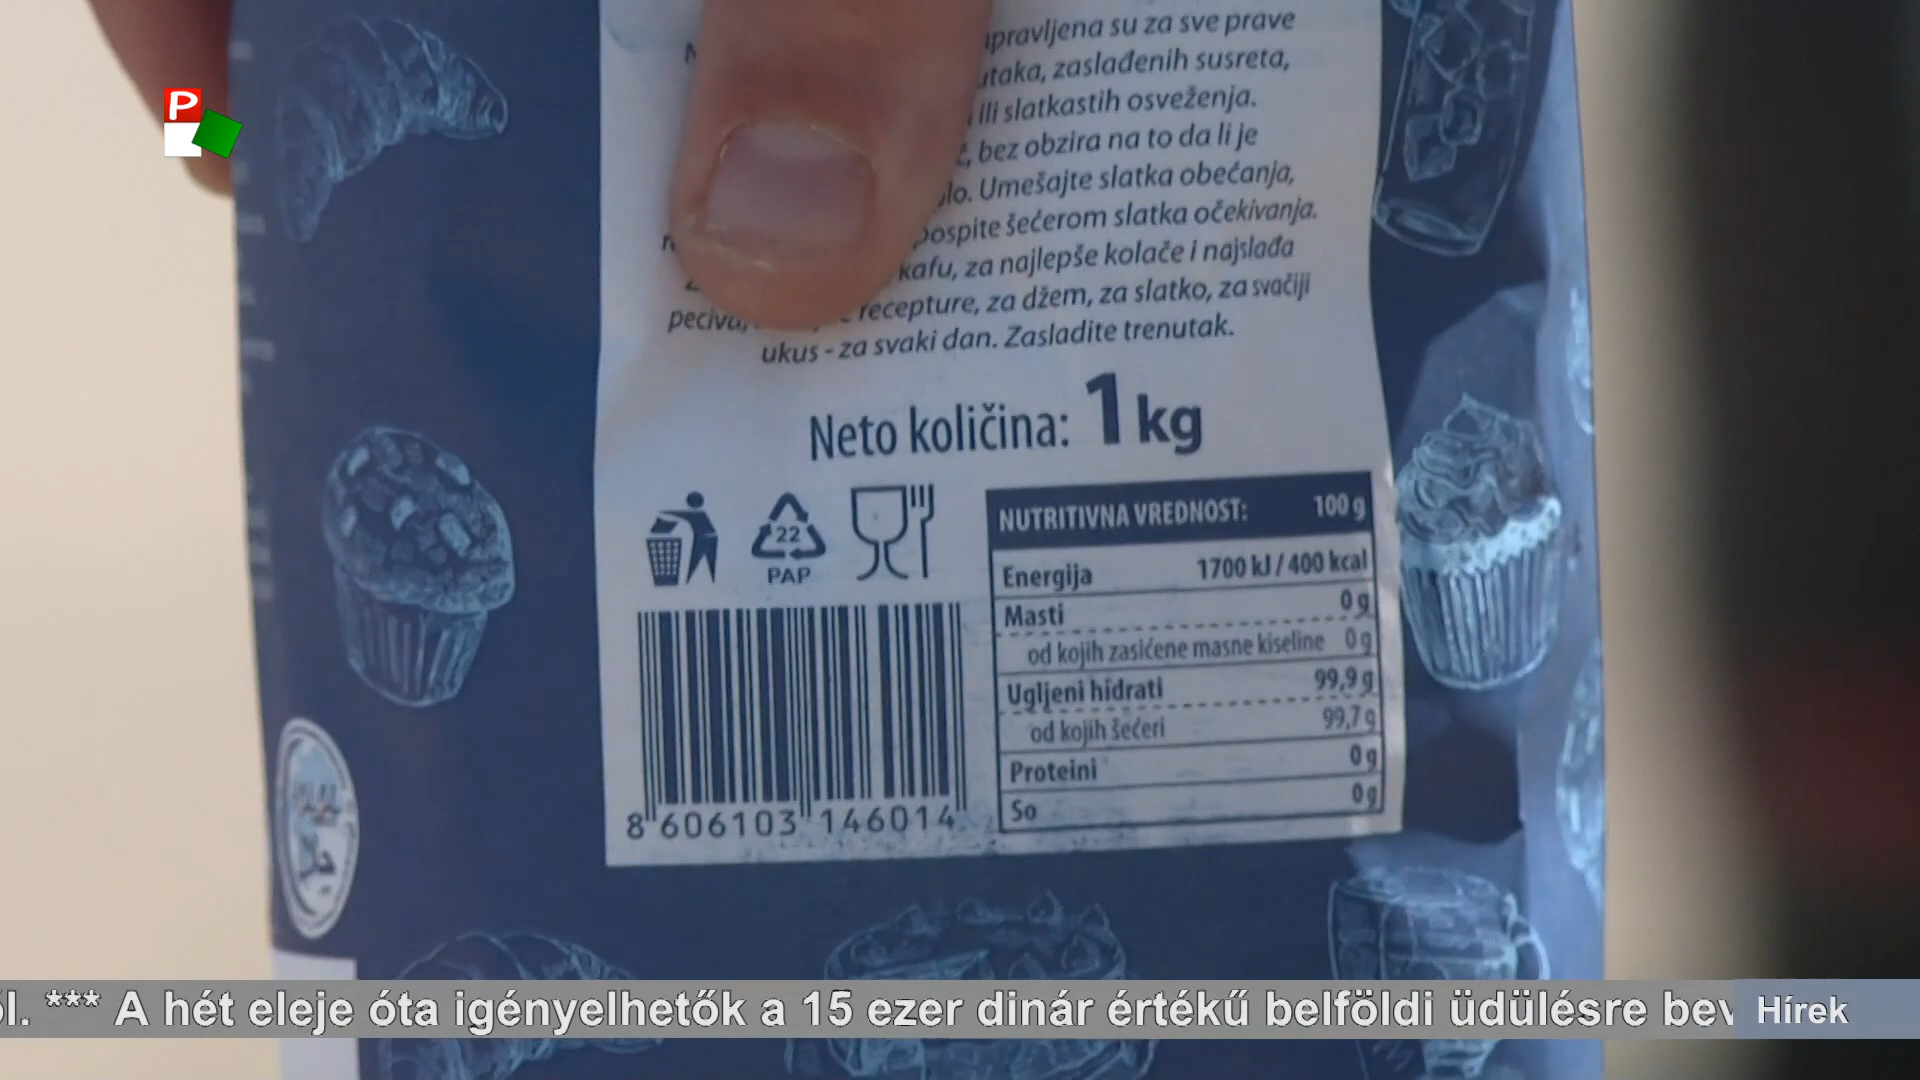 P
pravljena su za sve prave
zaslađenih susreta,
ili slatkastih osveženja.
bez obzira na to da li je
Umešajte slatka obećanja,
pospite šećerom slatka očekivanja.
kafu, za najlepše kolače i najslađa
peciva, recepture, za džem, za slatko, za svačiji
ukus - za svaki dan. Zasladite trenutak.
Neto količina: 1 kg
22
PAP
NUTRITIVNA VREDNOST: 100 g
Energija 1700 kJ / 400 kcal
Masti 0 g
od kojih zasićene masne kiseline 0 g
Ugljeni hidrati 99,9 g
od kojih šećeri 99,7 g
Proteini 0 g
So 0 g
8 606103 146014
l. *** A hét eleje óta igényelhetők a 15 ezer dinár értékű belföldi üdülésre bev
Hírek